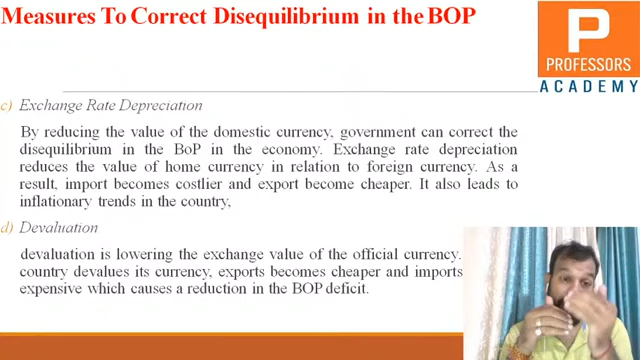 Measures To Correct Disequilibrium in the BOP
P
PROFESSORS
ACADEMY
c) Exchange Rate Depreciation
By reducing the value of the domestic currency, government can correct the
disequilibrium in the BoP in the economy. Exchange rate depreciation
reduces the value of home currency in relation to foreign currency. As a
result, import becomes costlier and export become cheaper. It also leads to
inflationary trends in the country,
d) Devaluation
devaluation is lowering the exchange value of the official currency.
country devalues its currency, exports becomes cheaper and imports
expensive which causes a reduction in the BOP deficit.